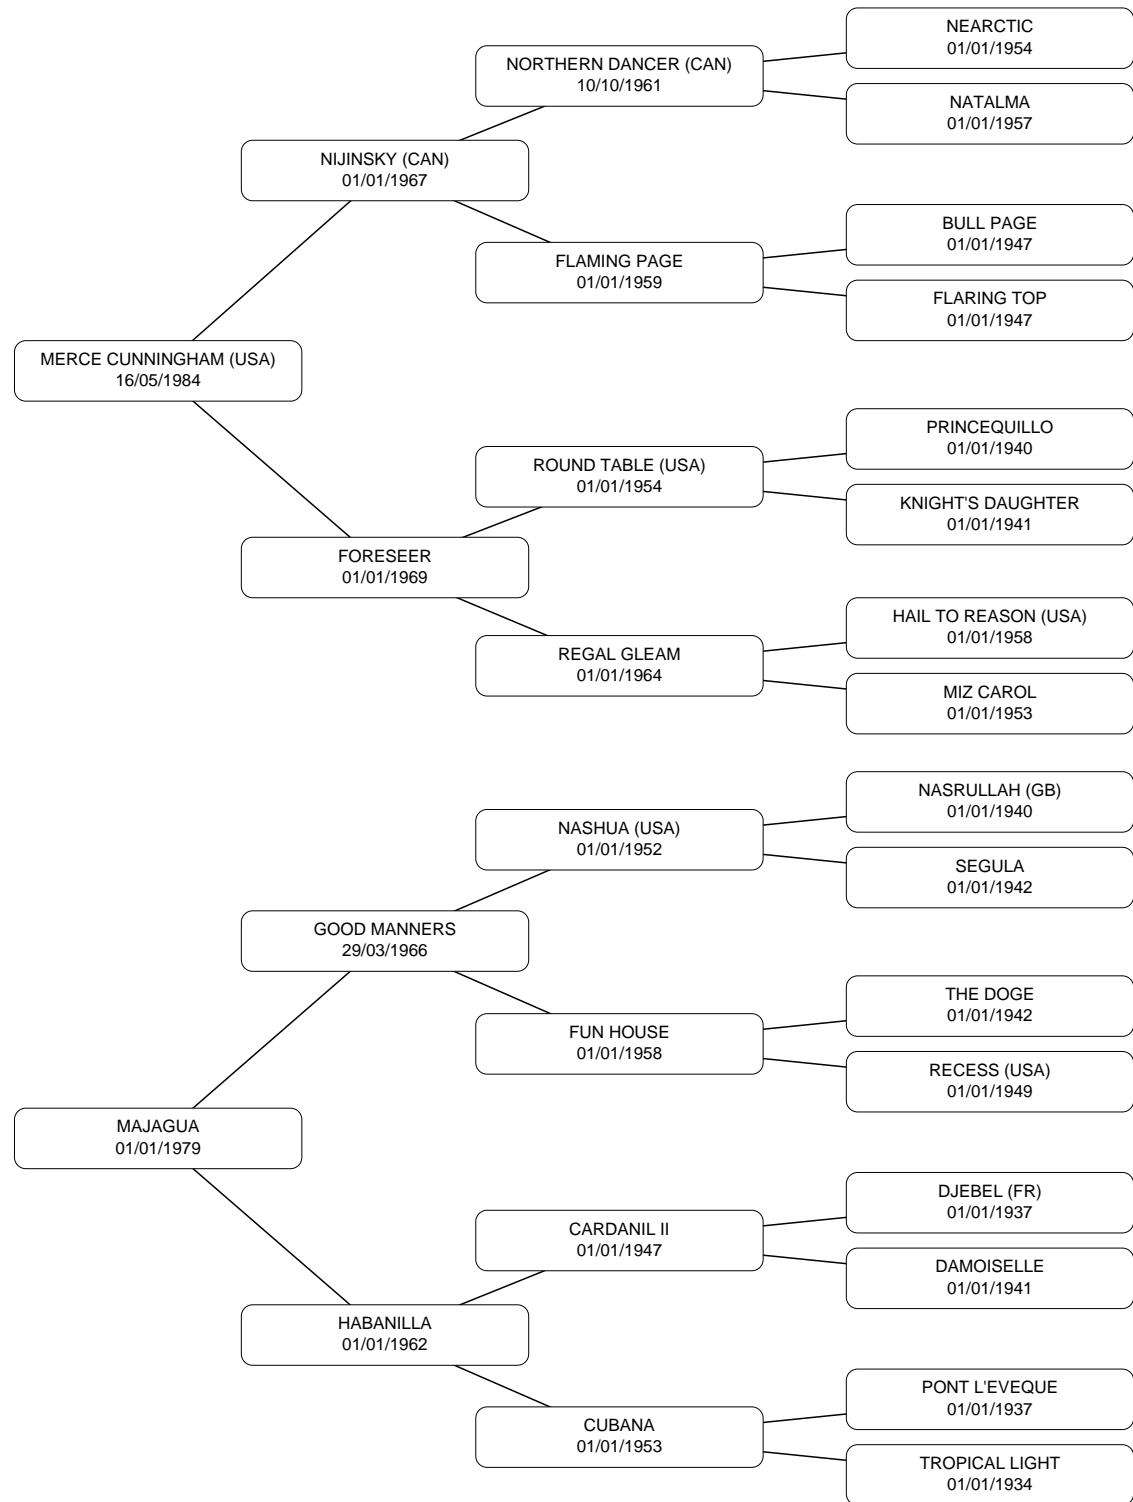 NEARCTIC
01/01/1954
NORTHERN DANCER (CAN)
10/10/1961
NATALMA
01/01/1957
NIJINSKY (CAN)
01/01/1967
BULL PAGE
01/01/1947
FLAMING PAGE
01/01/1959
FLARING TOP
01/01/1947
MERCE CUNNINGHAM (USA)
16/05/1984
PRINCEQUILLO
01/01/1940
ROUND TABLE (USA)
01/01/1954
KNIGHT'S DAUGHTER
01/01/1941
FORESEER
01/01/1969
HAIL TO REASON (USA)
01/01/1958
REGAL GLEAM
01/01/1964
MIZ CAROL
01/01/1953
NASRULLAH (GB)
01/01/1940
NASHUA (USA)
01/01/1952
SEGULA
01/01/1942
GOOD MANNERS
29/03/1966
THE DOGE
01/01/1942
FUN HOUSE
01/01/1958
RECESS (USA)
01/01/1949
MAJAGUA
01/01/1979
DJEBEL (FR)
01/01/1937
CARDANIL II
01/01/1947
DAMOISELLE
01/01/1941
HABANILLA
01/01/1962
PONT L'EVEQUE
01/01/1937
CUBANA
01/01/1953
TROPICAL LIGHT
01/01/1934